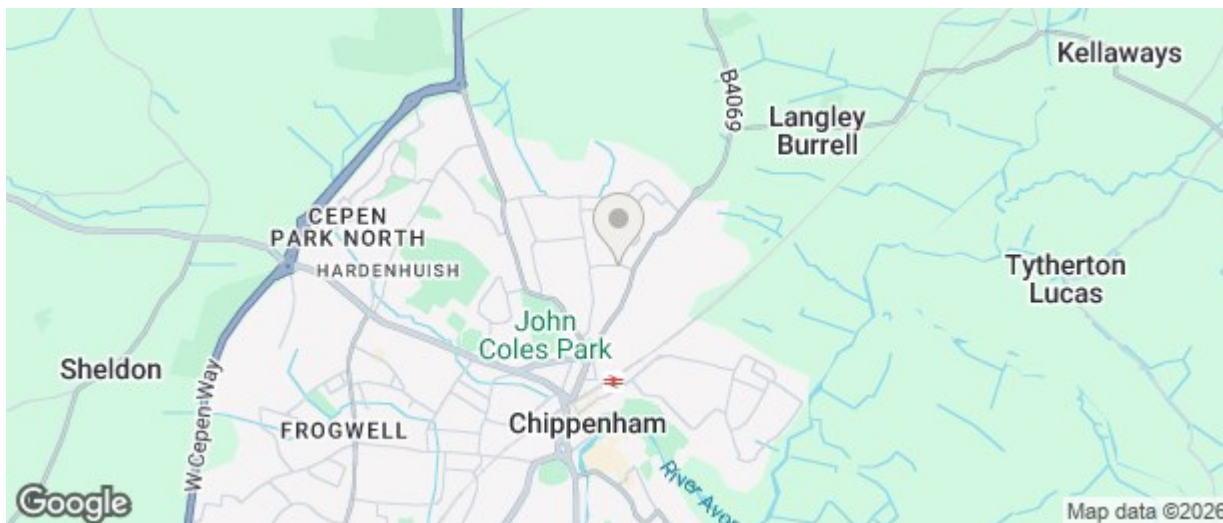 Kellaways
B4069
Langley
Burrell
CEPEN
PARK NORTH
HARDENHUISH
Tytherton
Lucas
John
Coles Park
Sheldon
W Cepen Way
FROGWELL
Chippenham
River Avon
Google
Map data ©2026